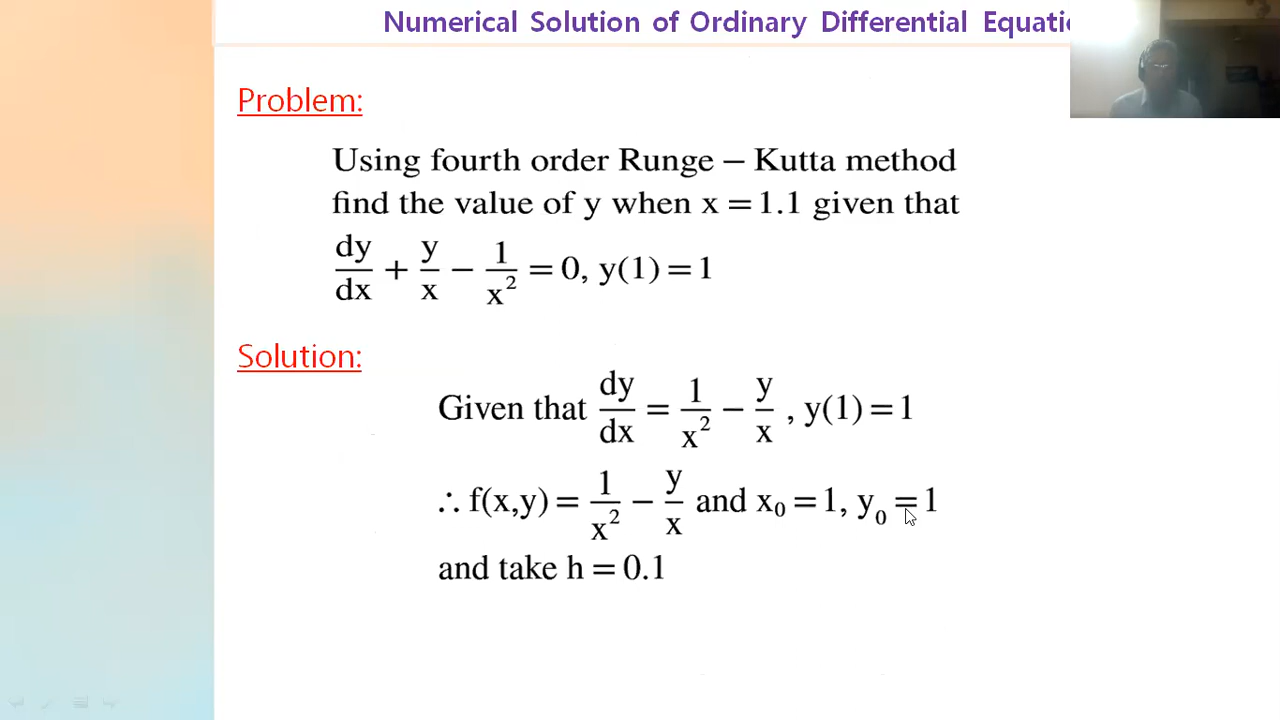 Numerical Solution of Ordinary Differential Equati
Problem:
Using fourth order Runge – Kutta method
find the value of y when x = 1.1 given that
dy/dx + y/x − 1/x² = 0, y(1) = 1
Solution:
Given that dy/dx = 1/x² − y/x , y(1) = 1
∴ f(x,y) = 1/x² − y/x and x₀ = 1, y₀ = 1
and take h = 0.1